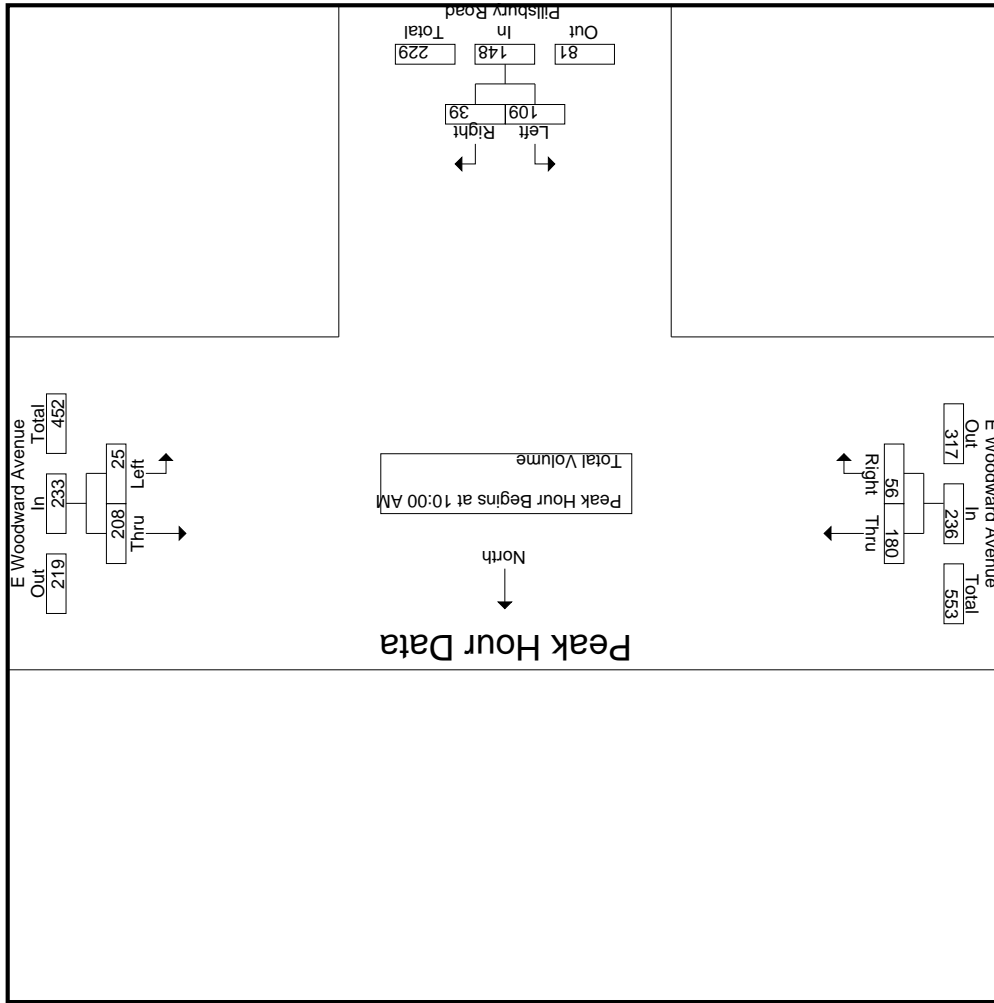 Peak Hour Data
North
Peak Hour Begins at 10:00 AM
Total Volume
E Woodward Avenue
Out In Total
317 236 553
56 180
Right Thru
E Woodward Avenue
Total In Out
452 233 219
25 208
Left Thru
Left Right
109 39
81 148 229
Out In Total
Pillsbury Road